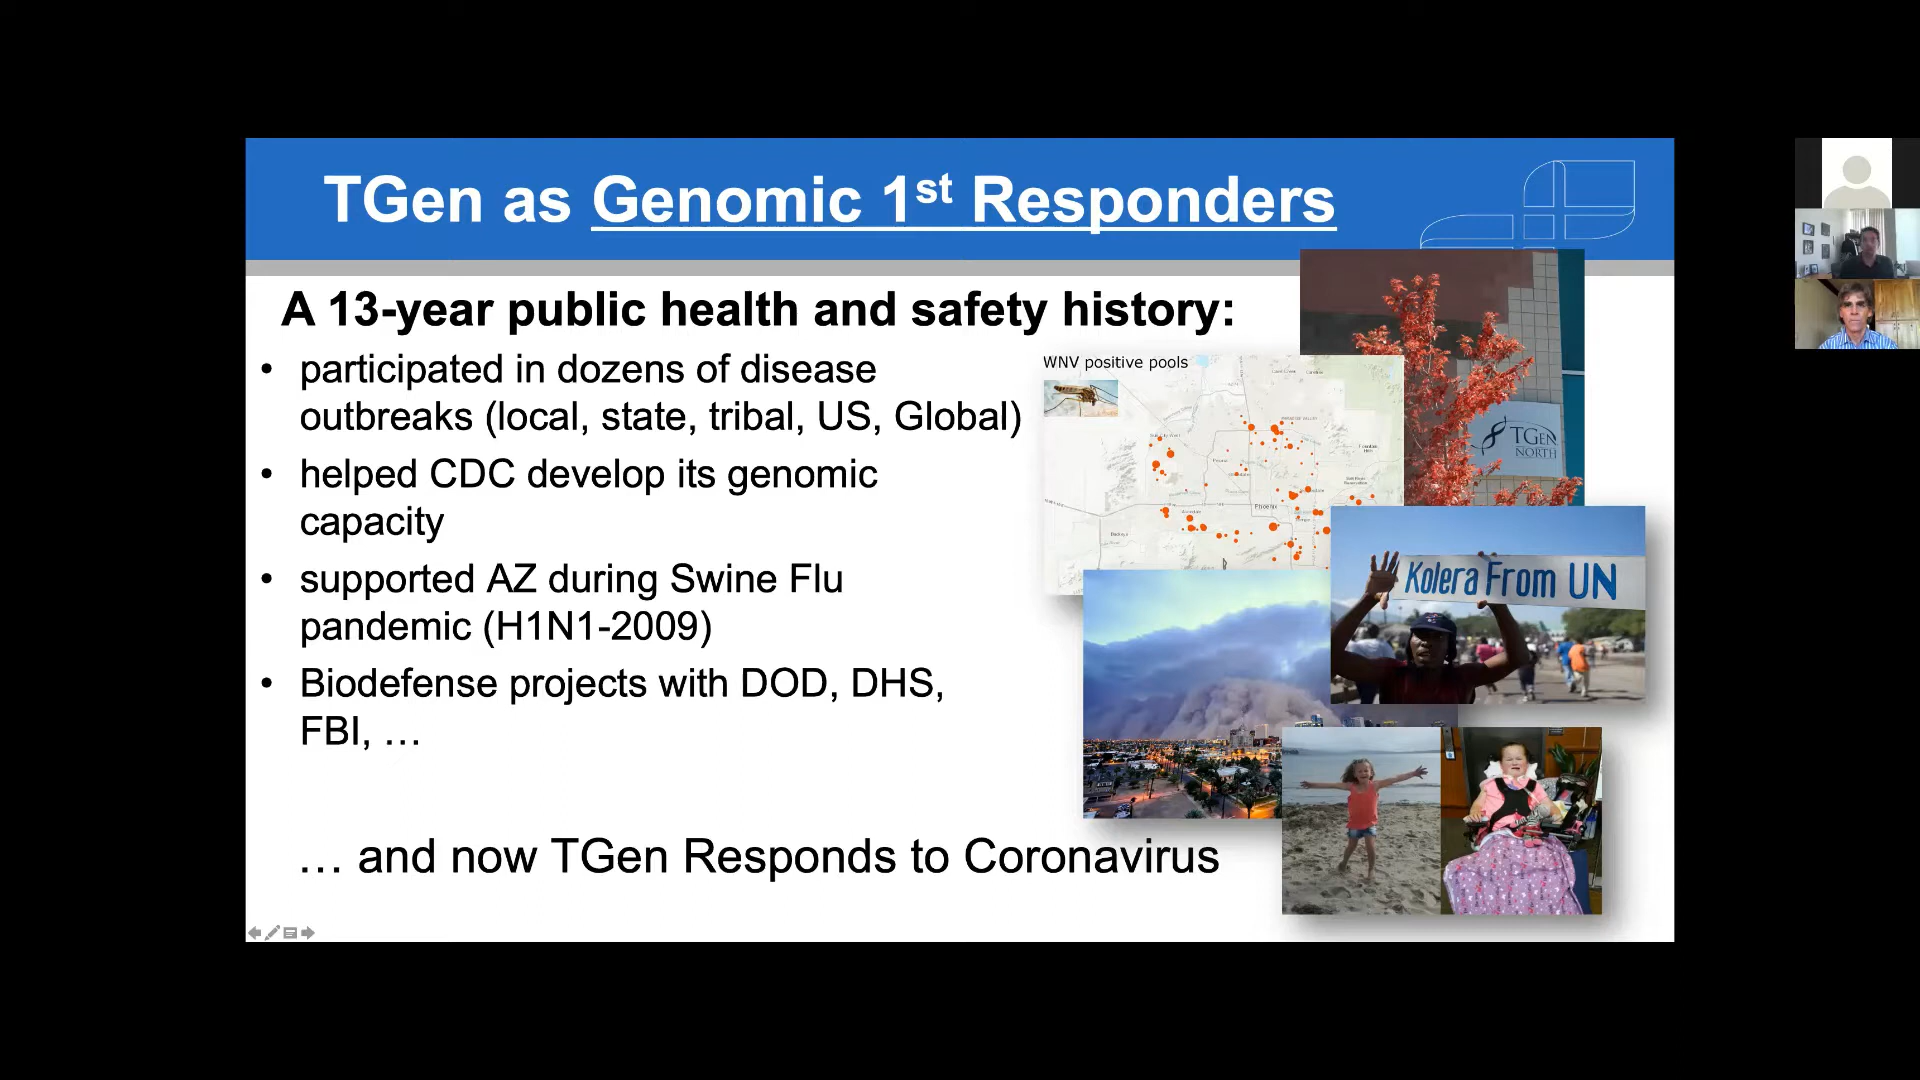 TGen as Genomic 1st Responders
A 13-year public health and safety history:
• participated in dozens of disease
outbreaks (local, state, tribal, US, Global)
• helped CDC develop its genomic
capacity
• supported AZ during Swine Flu
pandemic (H1N1-2009)
• Biodefense projects with DOD, DHS,
FBI, …
… and now TGen Responds to Coronavirus
WNV positive pools
Phoenix
TGEN
NORTH
Kolera From UN